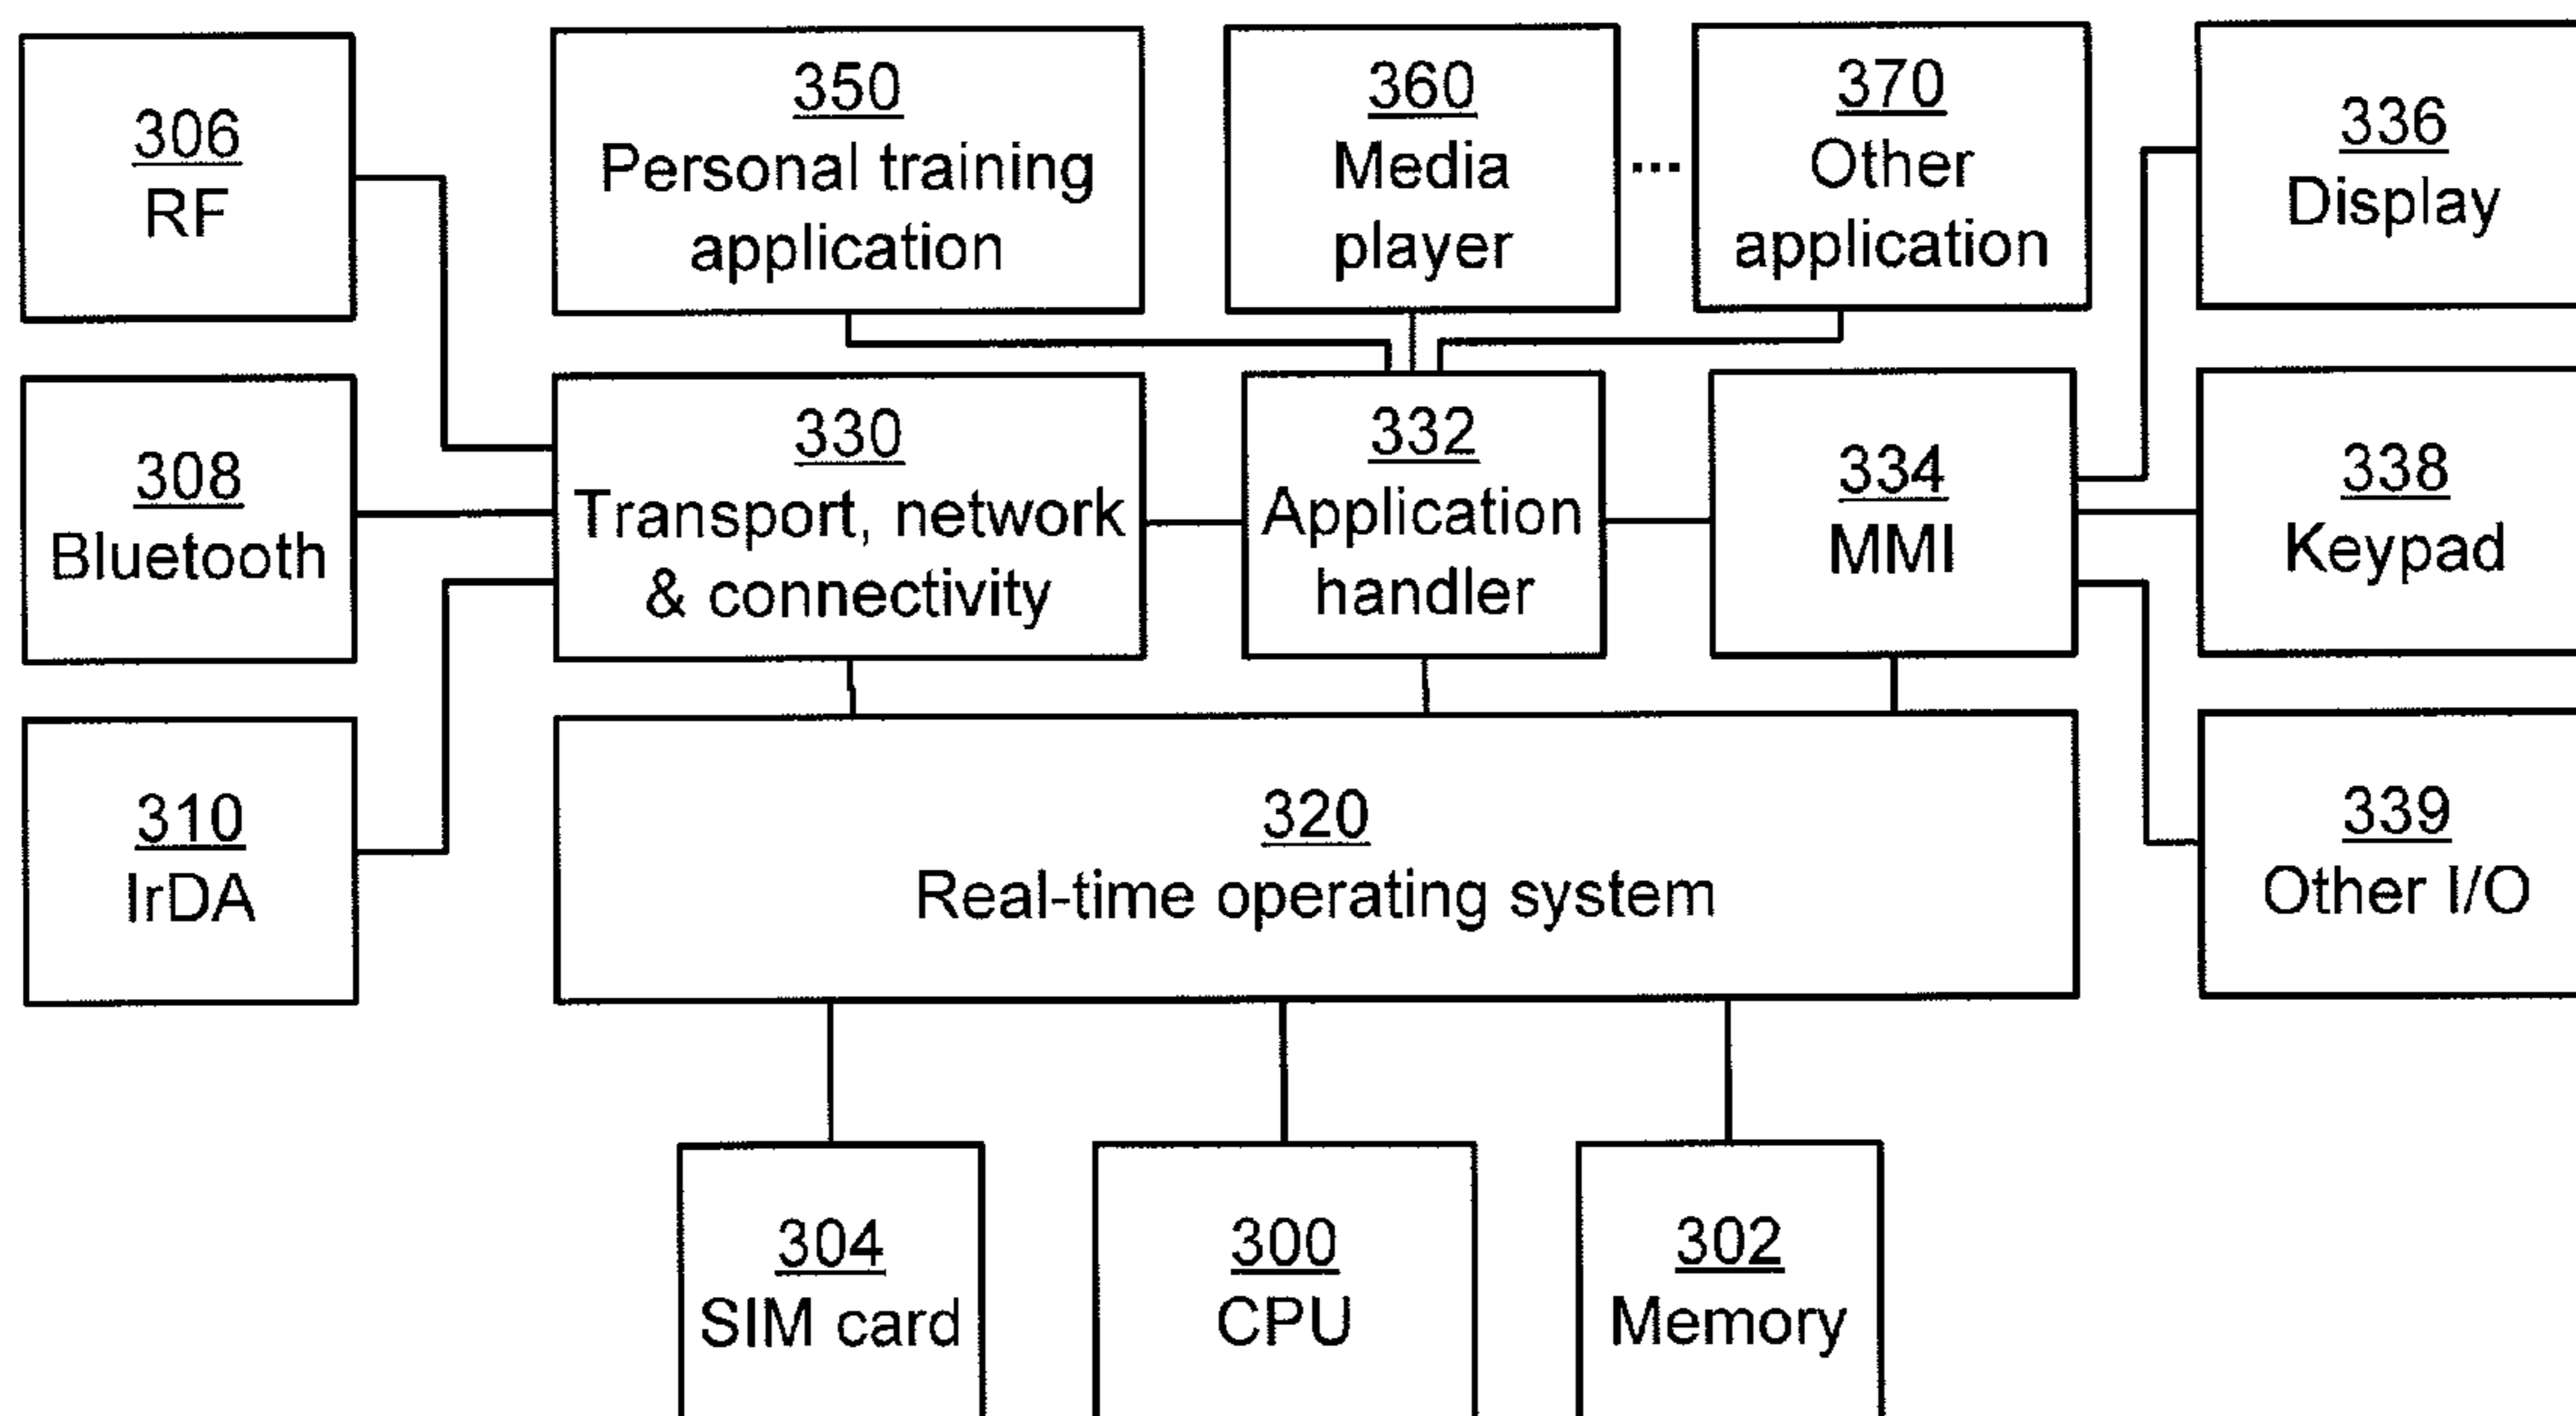 306
RF
350
Personal training
application
360
Media
player
...
370
Other
application
336
Display
308
Bluetooth
330
Transport, network
& connectivity
332
Application
handler
334
MMI
338
Keypad
310
IrDA
320
Real-time operating system
339
Other I/O
304
SIM card
300
CPU
302
Memory